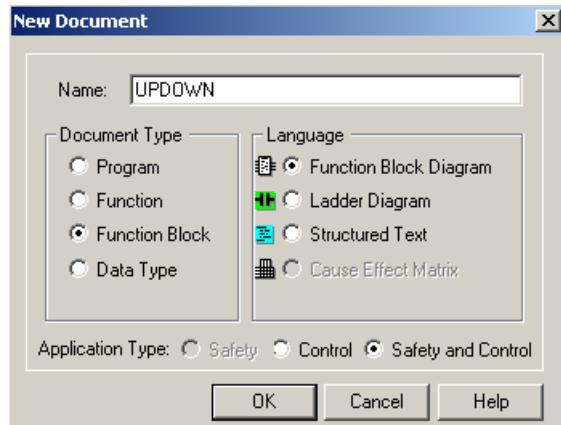 New Document
Name: UPDOWN
Document Type
Program
Function
Function Block
Data Type
Language
Function Block Diagram
Ladder Diagram
Structured Text
Cause Effect Matrix
Application Type: Safety Control Safety and Control
OK Cancel Help